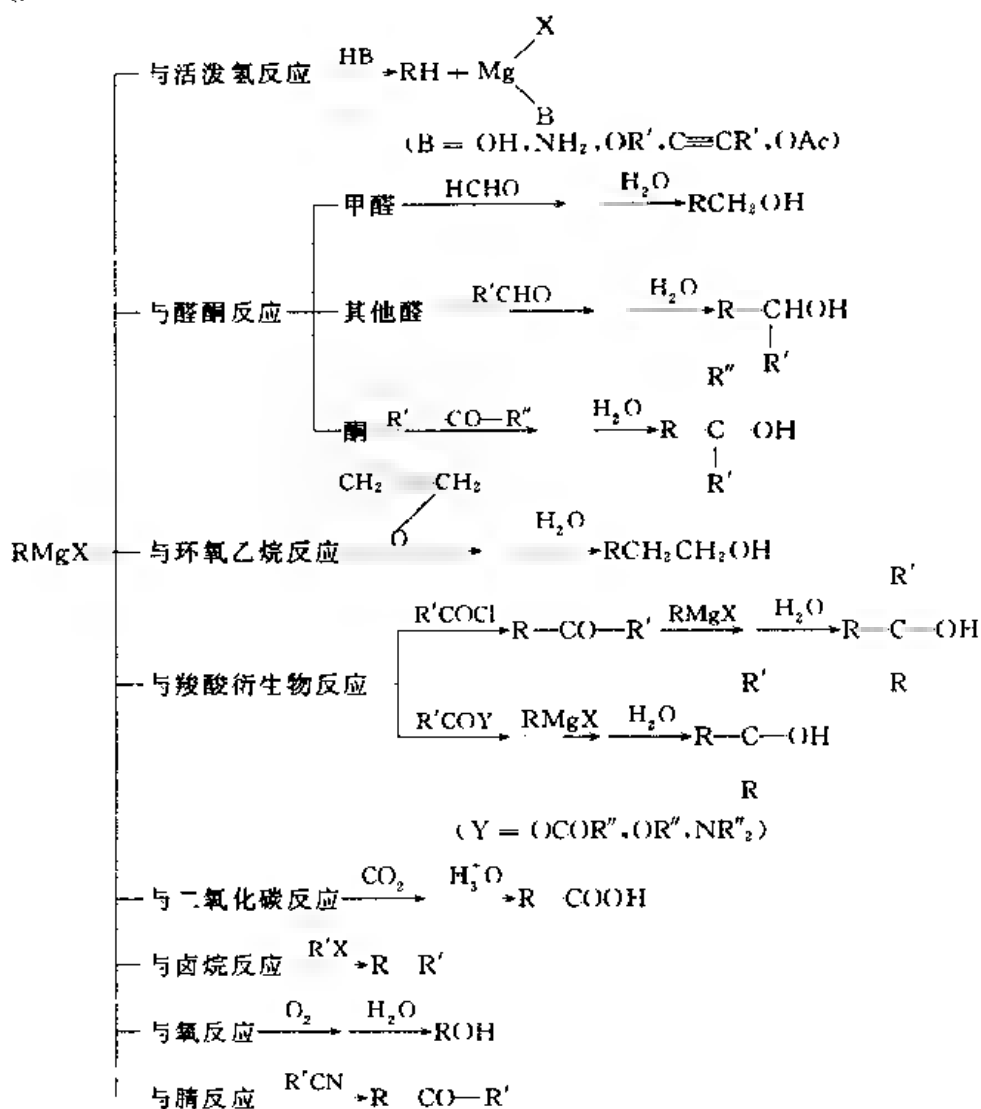 X
与活泼氢反应 HB RH + Mg
B
(B = OH, NH₂, OR′, C≡CR′, OAc)
甲醛 HCHO H₂O RCH₂OH
与醛酮反应 其他醛 R′CHO H₂O R—CHOH
R′
R″
酮 R′ CO—R″ H₂O R C OH
R′
CH₂ CH₂
O
RMgX 与环氧乙烷反应 H₂O RCH₂CH₂OH
R′
R′COCl R—CO—R′ RMgX H₂O R—C—OH
R
与羧酸衍生物反应
R′
R′COY RMgX H₂O R—C—OH
R
(Y = OCOR″, OR″, NR″₂)
与二氧化碳反应 CO₂ H₃⁺O R COOH
与卤烷反应 R′X R R′
与氧反应 O₂ H₂O ROH
与腈反应 R′CN R CO—R′